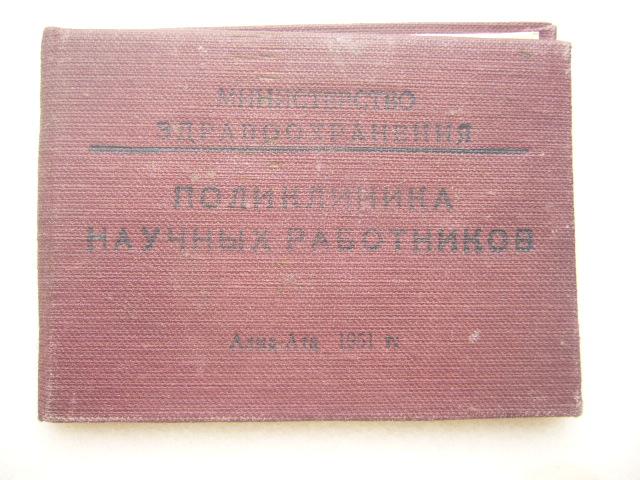 МИНИСТЕРСТВО
ЗДРАВООХРАНЕНИЯ
ПОЛИКЛИНИКА
НАУЧНЫХ РАБОТНИКОВ
Алма-Ата 1951 г.